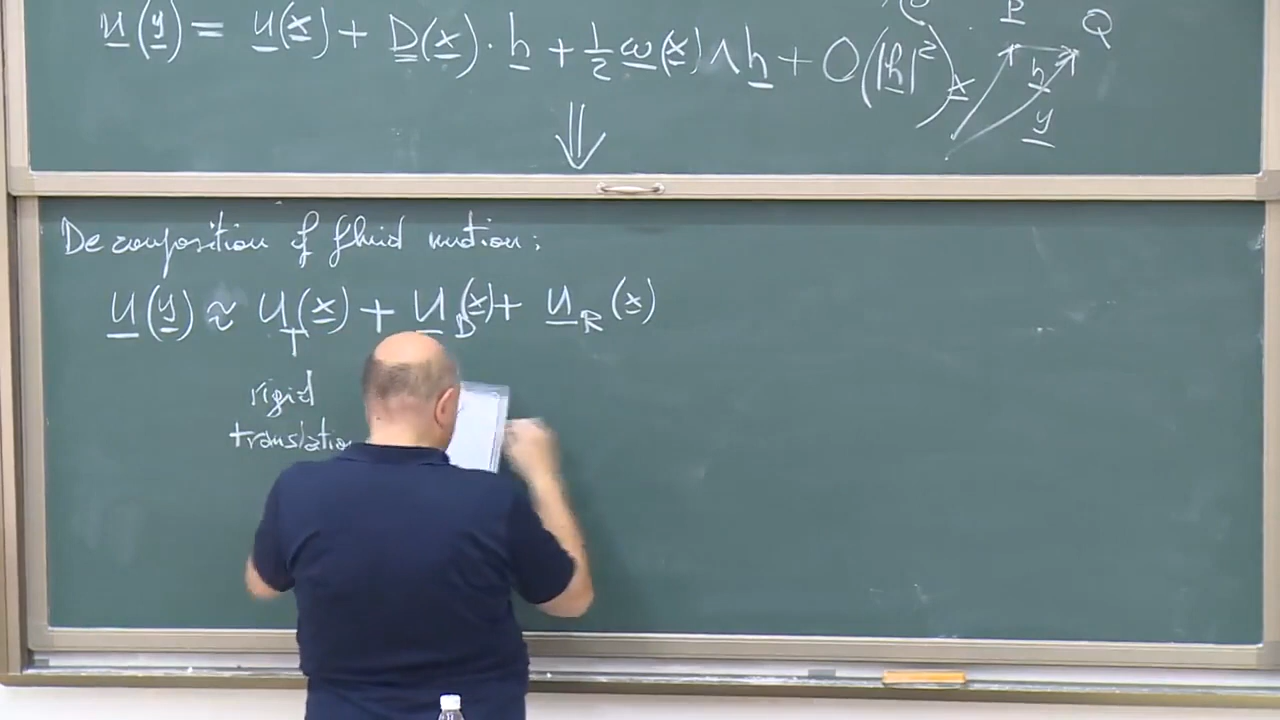 u(y) = u(x) + D(x) · h + 1/2 ω(x) ∧ h + O(|h|²)
P Q
h
x
y
⇓
Decomposition of fluid motion:
u(y) ≈ u_T(x) + u_D(x) + u_R(x)
rigid
translation